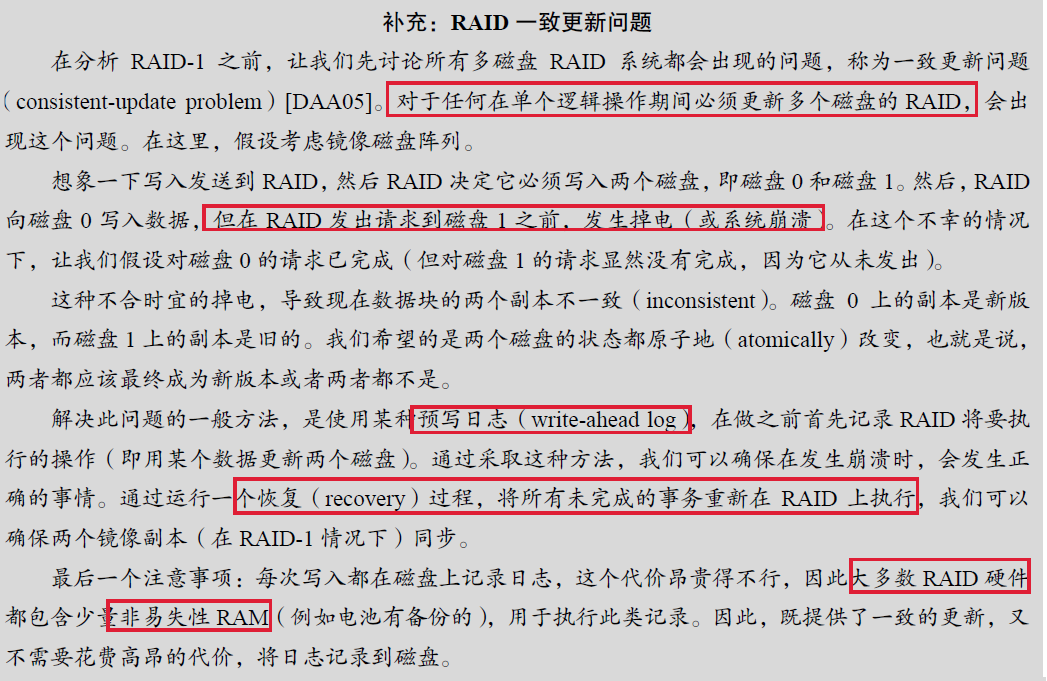 补充：RAID 一致更新问题
在分析 RAID-1 之前，让我们先讨论所有多磁盘 RAID 系统都会出现的问题，称为一致更新问题
（consistent-update problem）[DAA05]。对于任何在单个逻辑操作期间必须更新多个磁盘的 RAID，会出
现这个问题。在这里，假设考虑镜像磁盘阵列。
想象一下写入发送到 RAID，然后 RAID 决定它必须写入两个磁盘，即磁盘 0 和磁盘 1。然后，RAID
向磁盘 0 写入数据，但在 RAID 发出请求到磁盘 1 之前，发生掉电（或系统崩溃）。在这个不幸的情况
下，让我们假设对磁盘 0 的请求已完成（但对磁盘 1 的请求显然没有完成，因为它从未发出）。
这种不合时宜的掉电，导致现在数据块的两个副本不一致（inconsistent）。磁盘 0 上的副本是新版
本，而磁盘 1 上的副本是旧的。我们希望的是两个磁盘的状态都原子地（atomically）改变，也就是说，
两者都应该最终成为新版本或者两者都不是。
解决此问题的一般方法，是使用某种预写日志（write-ahead log），在做之前首先记录 RAID 将要执
行的操作（即用某个数据更新两个磁盘）。通过采取这种方法，我们可以确保在发生崩溃时，会发生正
确的事情。通过运行一个恢复（recovery）过程，将所有未完成的事务重新在 RAID 上执行，我们可以
确保两个镜像副本（在 RAID-1 情况下）同步。
最后一个注意事项：每次写入都在磁盘上记录日志，这个代价昂贵得不行，因此大多数 RAID 硬件
都包含少量非易失性 RAM（例如电池有备份的），用于执行此类记录。因此，既提供了一致的更新，又
不需要花费高昂的代价，将日志记录到磁盘。